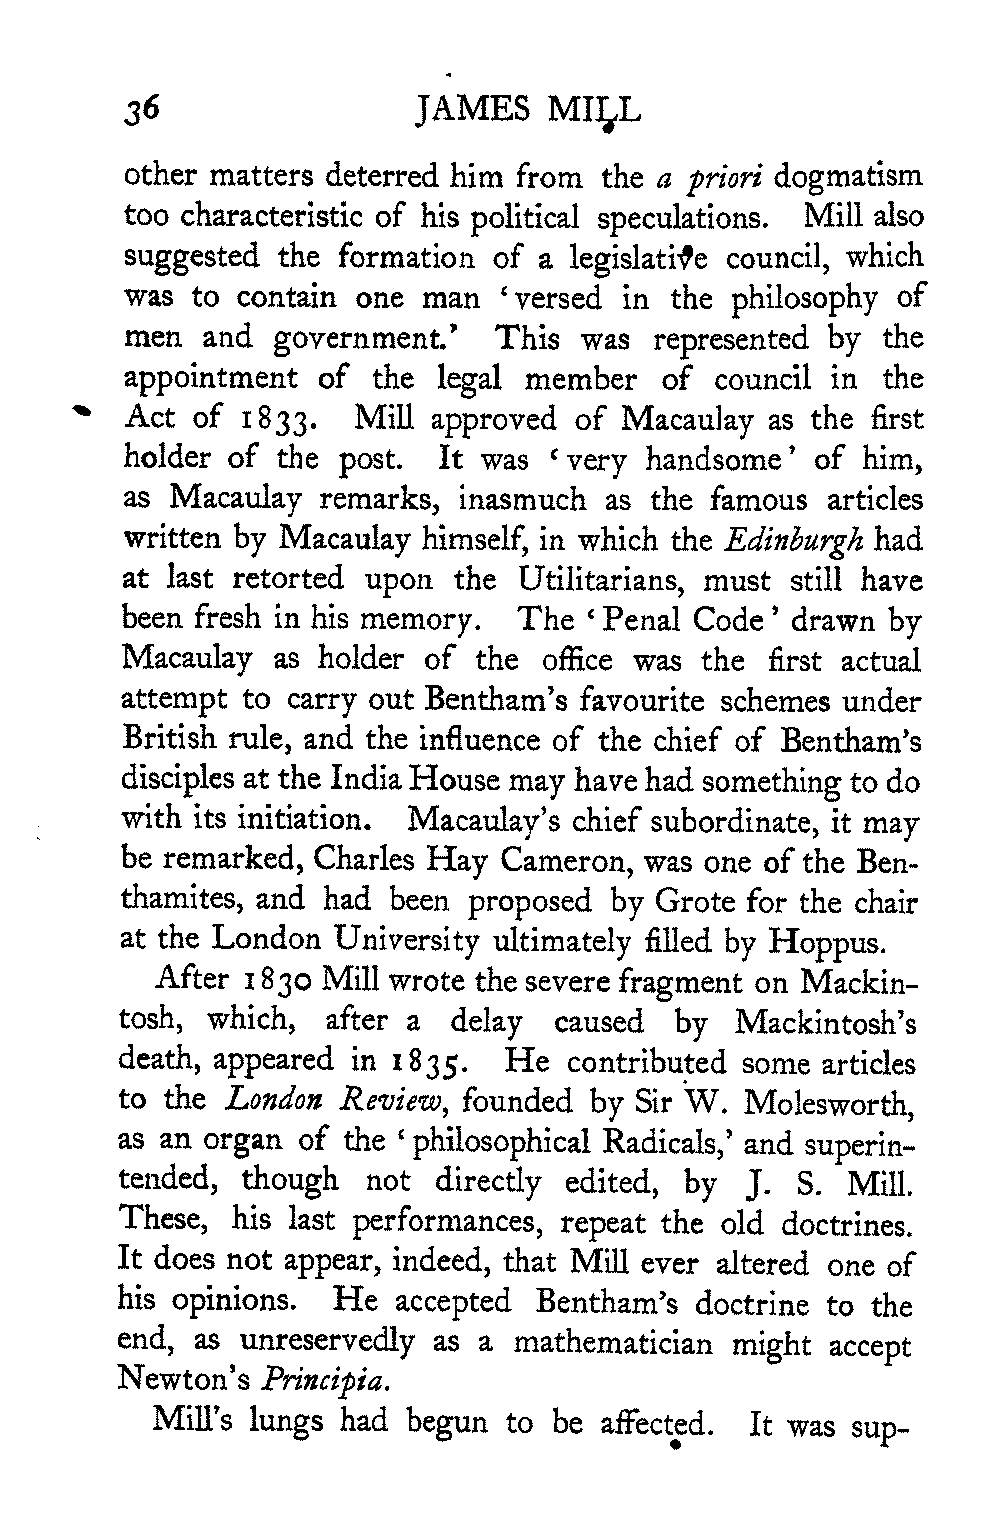 36 JAMES MILL
other matters deterred him from the a priori dogmatism
too characteristic of his political speculations. Mill also
suggested the formation of a legislative council, which
was to contain one man ‘versed in the philosophy of
men and government.’ This was represented by the
appointment of the legal member of council in the
Act of 1833. Mill approved of Macaulay as the first
holder of the post. It was ‘very handsome’ of him,
as Macaulay remarks, inasmuch as the famous articles
written by Macaulay himself, in which the Edinburgh had
at last retorted upon the Utilitarians, must still have
been fresh in his memory. The ‘Penal Code’ drawn by
Macaulay as holder of the office was the first actual
attempt to carry out Bentham’s favourite schemes under
British rule, and the influence of the chief of Bentham’s
disciples at the India House may have had something to do
with its initiation. Macaulay’s chief subordinate, it may
be remarked, Charles Hay Cameron, was one of the Ben-
thamites, and had been proposed by Grote for the chair
at the London University ultimately filled by Hoppus.
After 1830 Mill wrote the severe fragment on Mackin-
tosh, which, after a delay caused by Mackintosh’s
death, appeared in 1835. He contributed some articles
to the London Review, founded by Sir W. Molesworth,
as an organ of the ‘philosophical Radicals,’ and superin-
tended, though not directly edited, by J. S. Mill.
These, his last performances, repeat the old doctrines.
It does not appear, indeed, that Mill ever altered one of
his opinions. He accepted Bentham’s doctrine to the
end, as unreservedly as a mathematician might accept
Newton’s Principia.
Mill’s lungs had begun to be affected. It was sup-